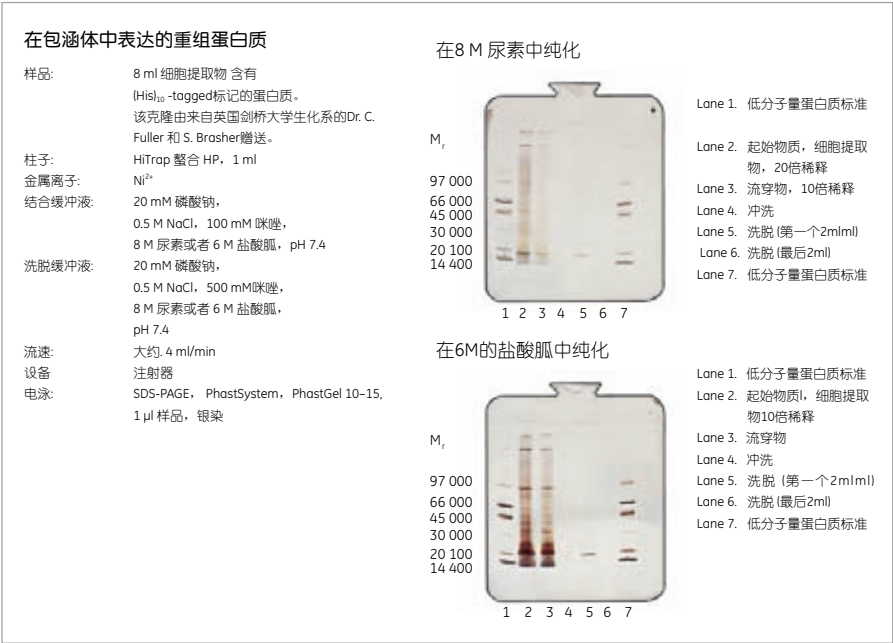 在包涵体中表达的重组蛋白质
样品: 8 ml 细胞提取物 含有
(His)₁₀ -tagged标记的蛋白质。
该克隆由来自英国剑桥大学生化系的Dr. C.
Fuller 和 S. Brasher赠送。
柱子: HiTrap 螯合 HP，1 ml
金属离子: Ni²⁺
结合缓冲液: 20 mM 磷酸钠，
0.5 M NaCl，100 mM 咪唑，
8 M 尿素或者 6 M 盐酸胍，pH 7.4
洗脱缓冲液: 20 mM 磷酸钠，
0.5 M NaCl，500 mM咪唑，
8 M 尿素或者 6 M 盐酸胍，
pH 7.4
流速: 大约. 4 ml/min
设备 注射器
电泳: SDS-PAGE， PhastSystem，PhastGel 10–15,
1 µl 样品，银染
在8 M 尿素中纯化
Mr
97 000
66 000
45 000
30 000
20 100
14 400
1 2 3 4 5 6 7
Lane 1. 低分子量蛋白质标准
Lane 2. 起始物质，细胞提取
物，20倍稀释
Lane 3. 流穿物，10倍稀释
Lane 4. 冲洗
Lane 5. 洗脱 (第一个2mlml)
Lane 6. 洗脱 (最后2ml)
Lane 7. 低分子量蛋白质标准
在6M的盐酸胍中纯化
Mr
97 000
66 000
45 000
30 000
20 100
14 400
1 2 3 4 5 6 7
Lane 1. 低分子量蛋白质标准
Lane 2. 起始物质l，细胞提取
物10倍稀释
Lane 3. 流穿物
Lane 4. 冲洗
Lane 5. 洗脱 (第一个2mlml)
Lane 6. 洗脱 (最后2ml)
Lane 7. 低分子量蛋白质标准